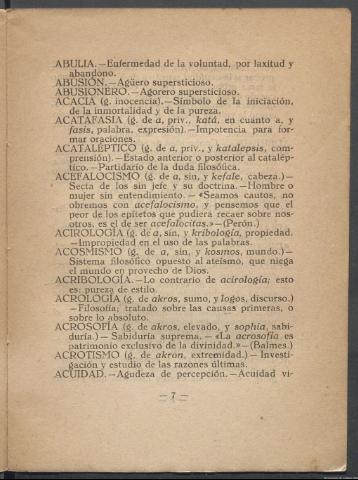 ABULIA.—Enfermedad de la voluntad, por laxitud y
abandono.
ABUSIÓN.—Agüero supersticioso.
ABUSIONERO.—Agorero supersticioso.
ACACIA (g. inocencia).—Símbolo de la iniciación,
de la inmortalidad y de la pureza.
ACATAFASIA (g. de a, priv., katá, en cuanto a, y
fasis, palabra, expresión).—Impotencia para for-
mar oraciones.
ACATALÉPTICO (g. de a, priv., y katalepsis, com-
prensión).—Estado anterior o posterior al catalép-
tico.—Partidario de la duda filosófica.
ACEFALOCISMO (g. de a, sin, y kefale, cabeza.)—
Secta de los sin jefe y su doctrina.—Hombre o
mujer sin entendimiento.—«Seamos cautos, no
obremos con acefalocismo, y pensemos que el
peor de los epítetos que pudiera recaer sobre nos-
otros, es el de ser acefalocitas.»—(Perón.)
ACIROLOGÍA (g. de a, sin, y kribología, propiedad.
—Impropiedad en el uso de las palabras.
ACOSMISMO (g. de a, sin, y kosmos, mundo.)—
Sistema filosófico opuesto al ateísmo, que niega
el mundo en provecho de Dios.
ACRIBOLOGÍA.—Lo contrario de acirología; esto
es: pureza de estilo.
ACROLOGÍA (g. de akros, sumo, y logos, discurso.)
—Filosofía; tratado sobre las causas primeras, o
sobre lo absoluto.
ACROSOFÍA (g. de akros, elevado, y sophia, sabi-
duría.)—Sabiduría suprema.—«La acrosofía es
patrimonio exclusivo de la divinidad.»—(Balmes.)
ACROTISMO (g. de akron, extremidad.)—Investi-
gación y estudio de las razones últimas.
ACUIDAD.—Agudeza de percepción.—Acuidad vi-
— 7 —